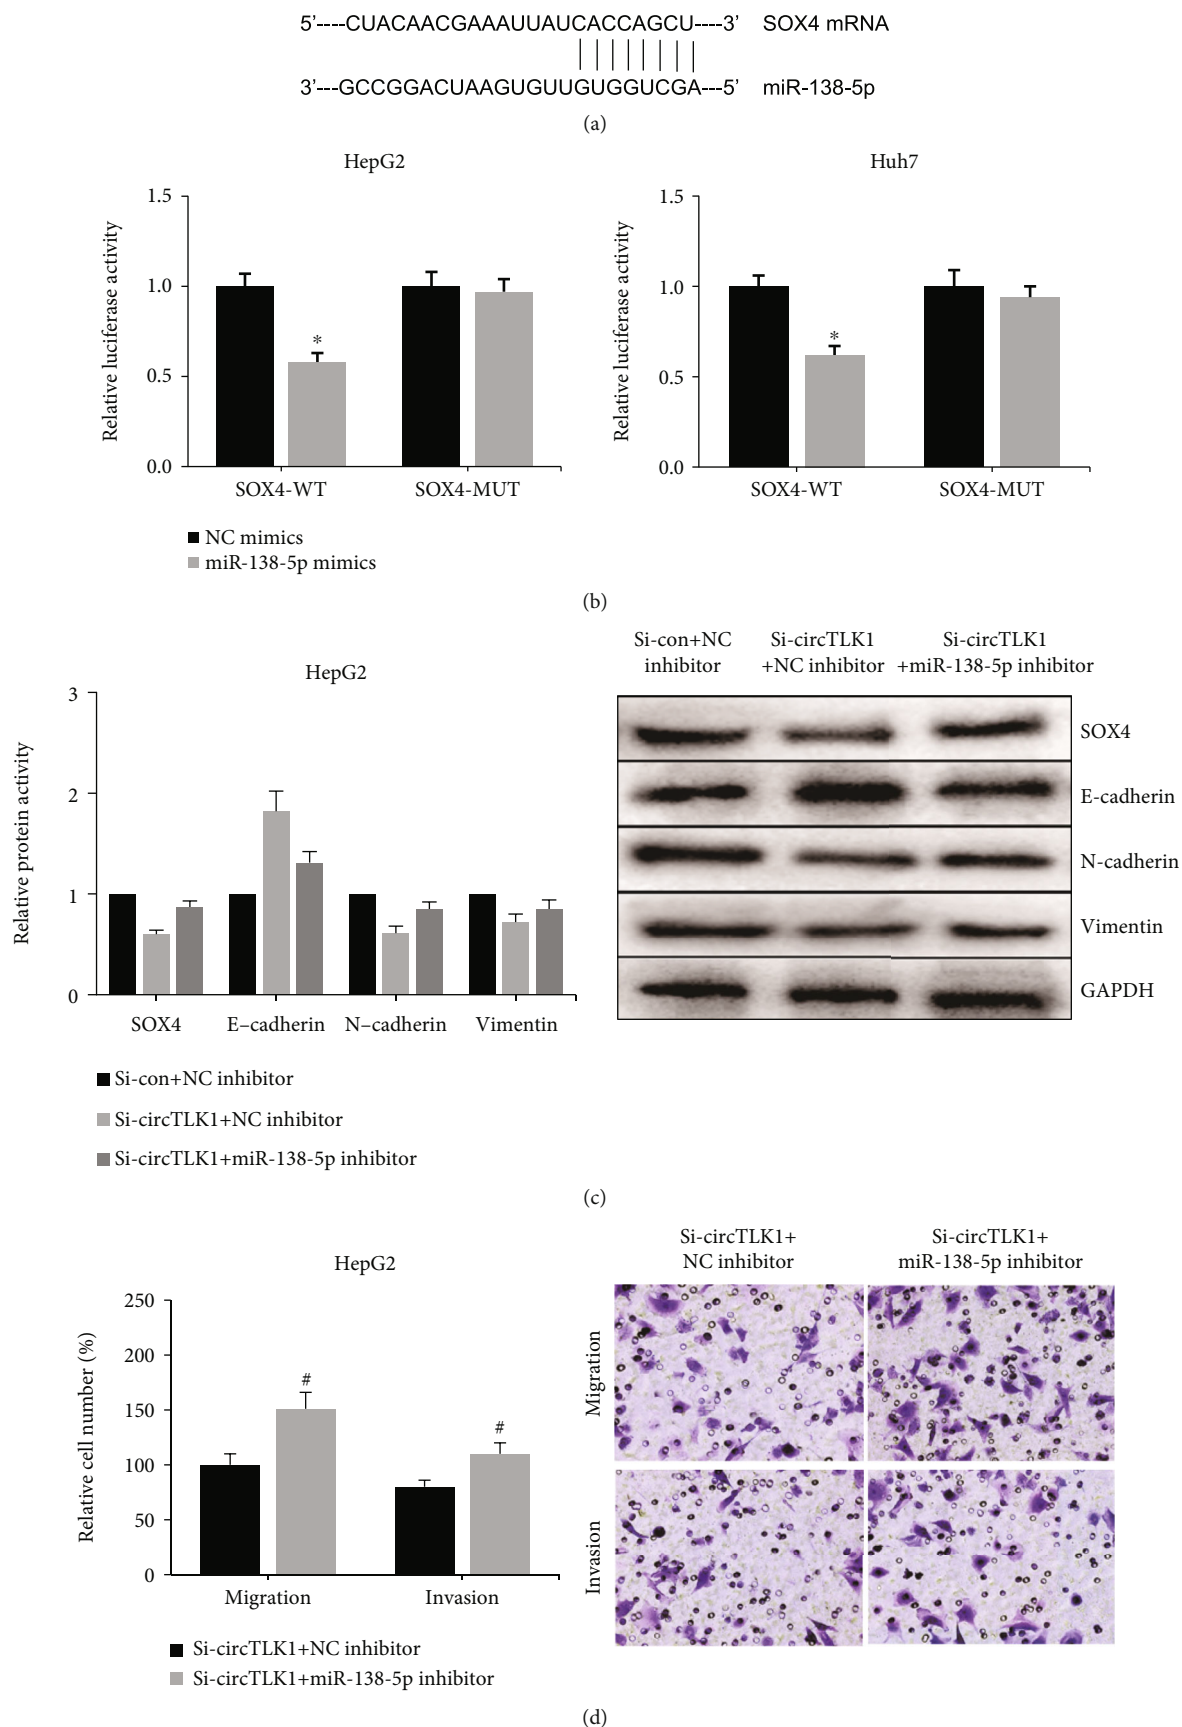 5'----CUACAACGAAAUUAUCACCAGCU----3' SOX4 mRNA
3'---GCCGGACUAAGUGUUGUGGUCGA---5' miR-138-5p
(a)
HepG2
Relative luciferase activity
1.5
1.0
0.5
0.0
*
SOX4-WT
SOX4-MUT
NC mimics
miR-138-5p mimics
Huh7
Relative luciferase activity
1.5
1.0
0.5
0.0
*
SOX4-WT
SOX4-MUT
(b)
HepG2
Relative protein activity
3
2
1
0
SOX4
E–cadherin
N–cadherin
Vimentin
Si-con+NC inhibitor
Si-circTLK1+NC inhibitor
Si-circTLK1+miR-138-5p inhibitor
Si-con+NC
inhibitor
Si-circTLK1
+NC inhibitor
Si-circTLK1
+miR-138-5p inhibitor
SOX4
E-cadherin
N-cadherin
Vimentin
GAPDH
(c)
HepG2
Relative cell number (%)
250
200
150
100
50
0
#
#
Migration
Invasion
Si-circTLK1+NC inhibitor
Si-circTLK1+miR-138-5p inhibitor
Si-circTLK1+
NC inhibitor
Si-circTLK1+
miR-138-5p inhibitor
Migration
Invasion
(d)